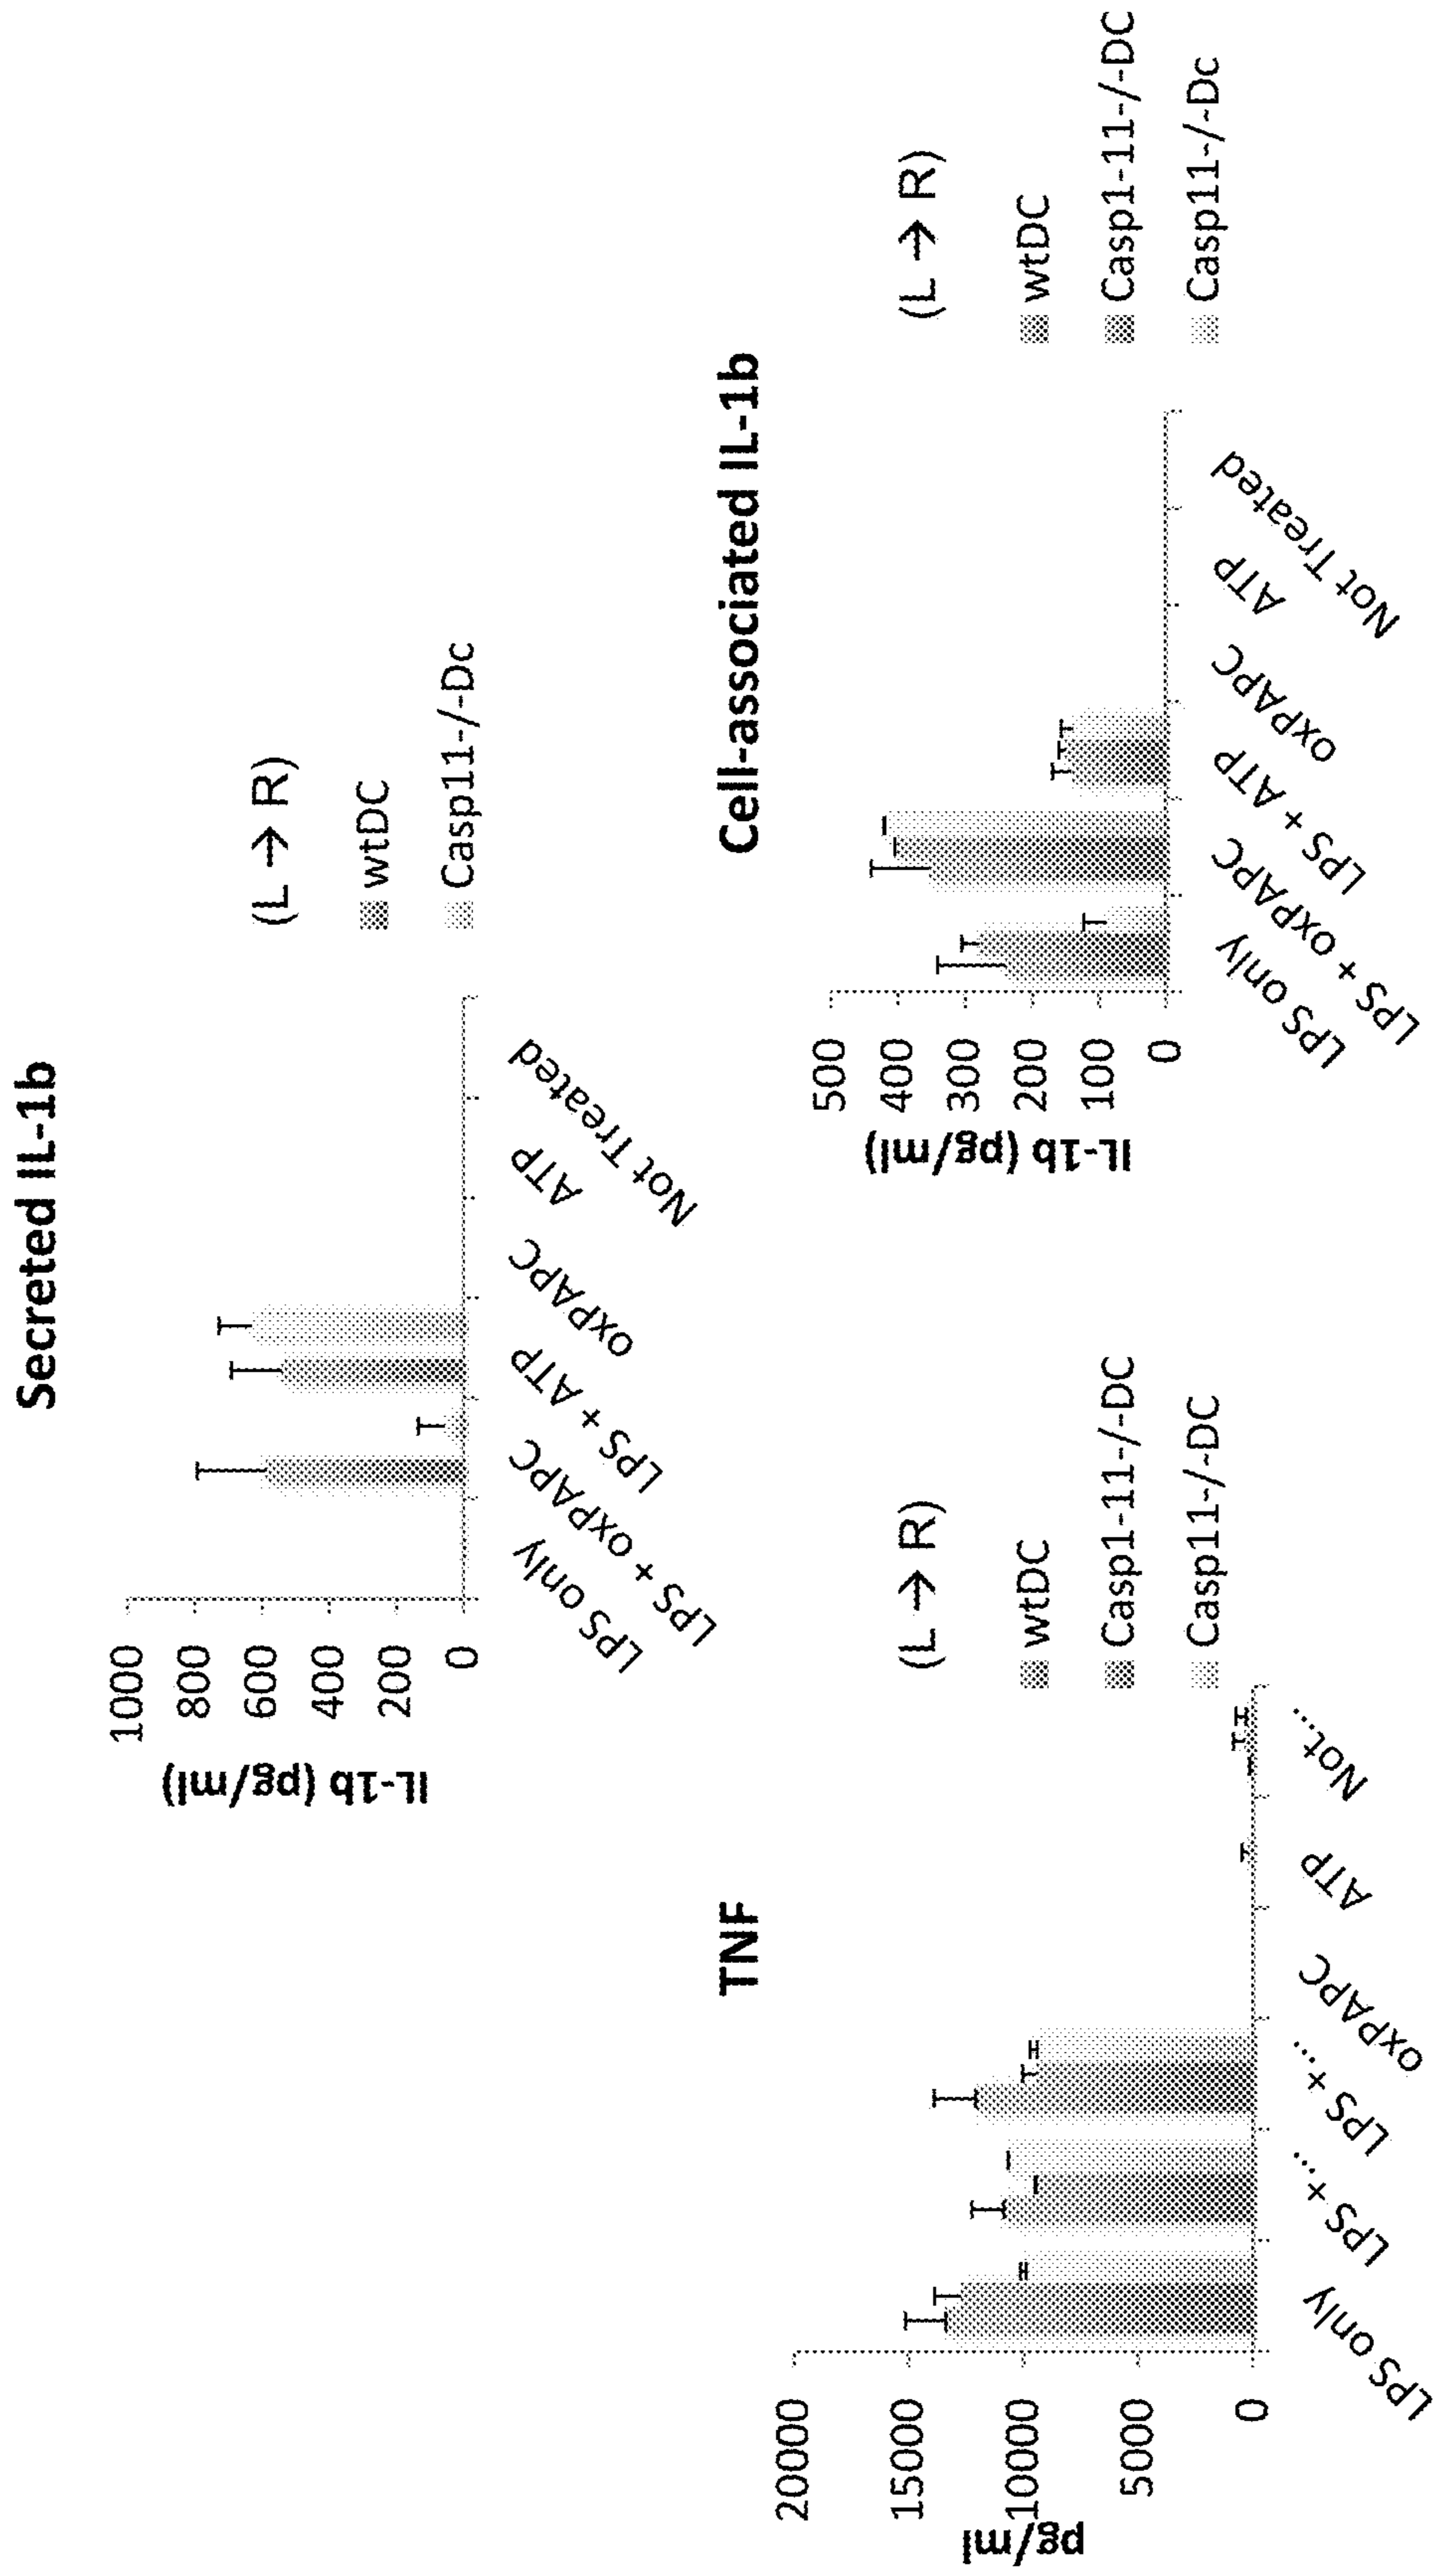 Secreted IL-1b
IL-1b (pg/ml)
1000
800
600
400
200
0
LPS only
LPS + oxPAPC
LPS + ATP
oxPAPC
ATP
Not Treated
(L → R)
wtDC
Casp11-/-Dc
TNF
pg/ml
20000
15000
10000
5000
0
LPS only
LPS +...
LPS +...
oxPAPC
ATP
Not...
(L → R)
wtDC
Casp1-11-/-DC
Casp11-/-DC
Cell-associated IL-1b
IL-1b (pg/ml)
500
400
300
200
100
0
LPS only
LPS + oxPAPC
LPS + ATP
oxPAPC
ATP
Not Treated
(L → R)
wtDC
Casp1-11-/-DC
Casp11-/-Dc